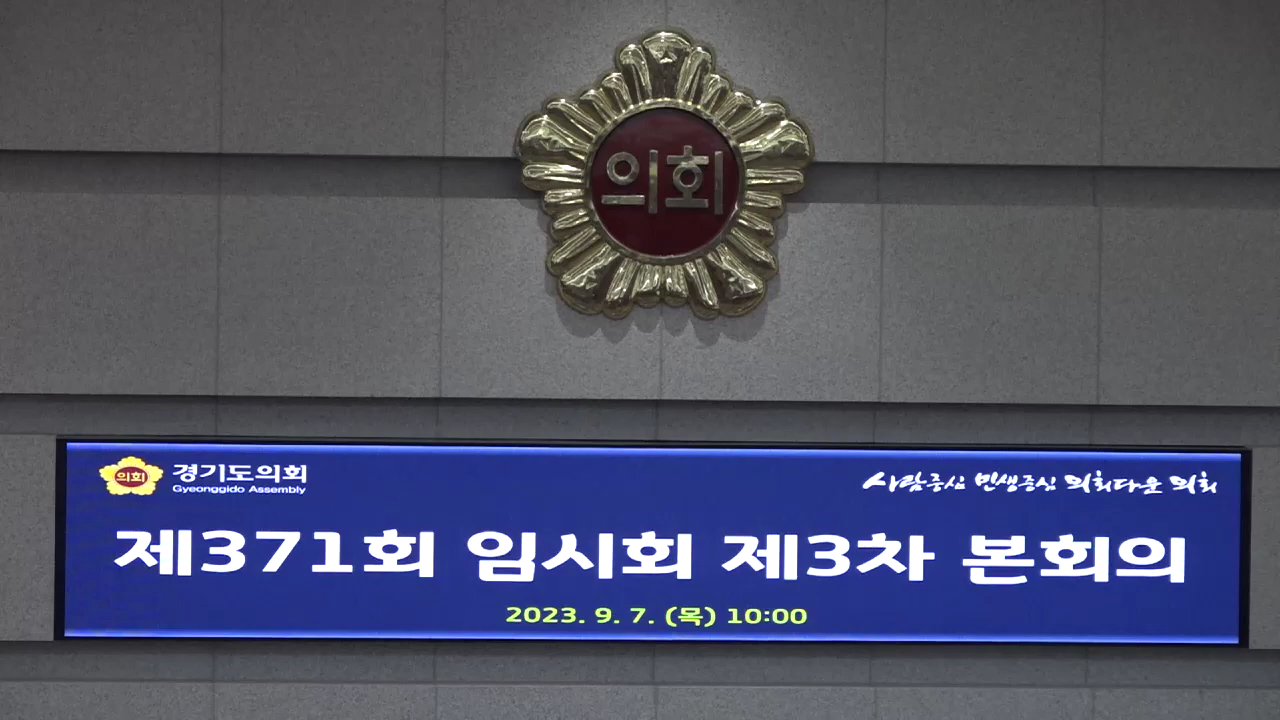 의회
의회
경기도의회
Gyeonggido Assembly
사람중심 민생중심 의회다운 의회
제371회 임시회 제3차 본회의
2023. 9. 7. (목) 10:00